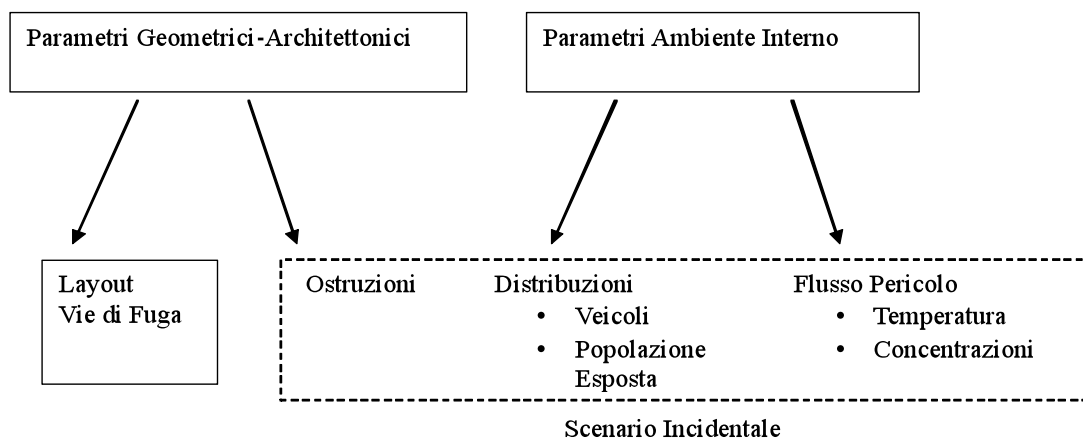 Parametri Geometrici-Architettonici
Parametri Ambiente Interno
Layout
Vie di Fuga
Ostruzioni
Distribuzioni
• Veicoli
• Popolazione
Esposta
Flusso Pericolo
• Temperatura
• Concentrazioni
Scenario Incidentale